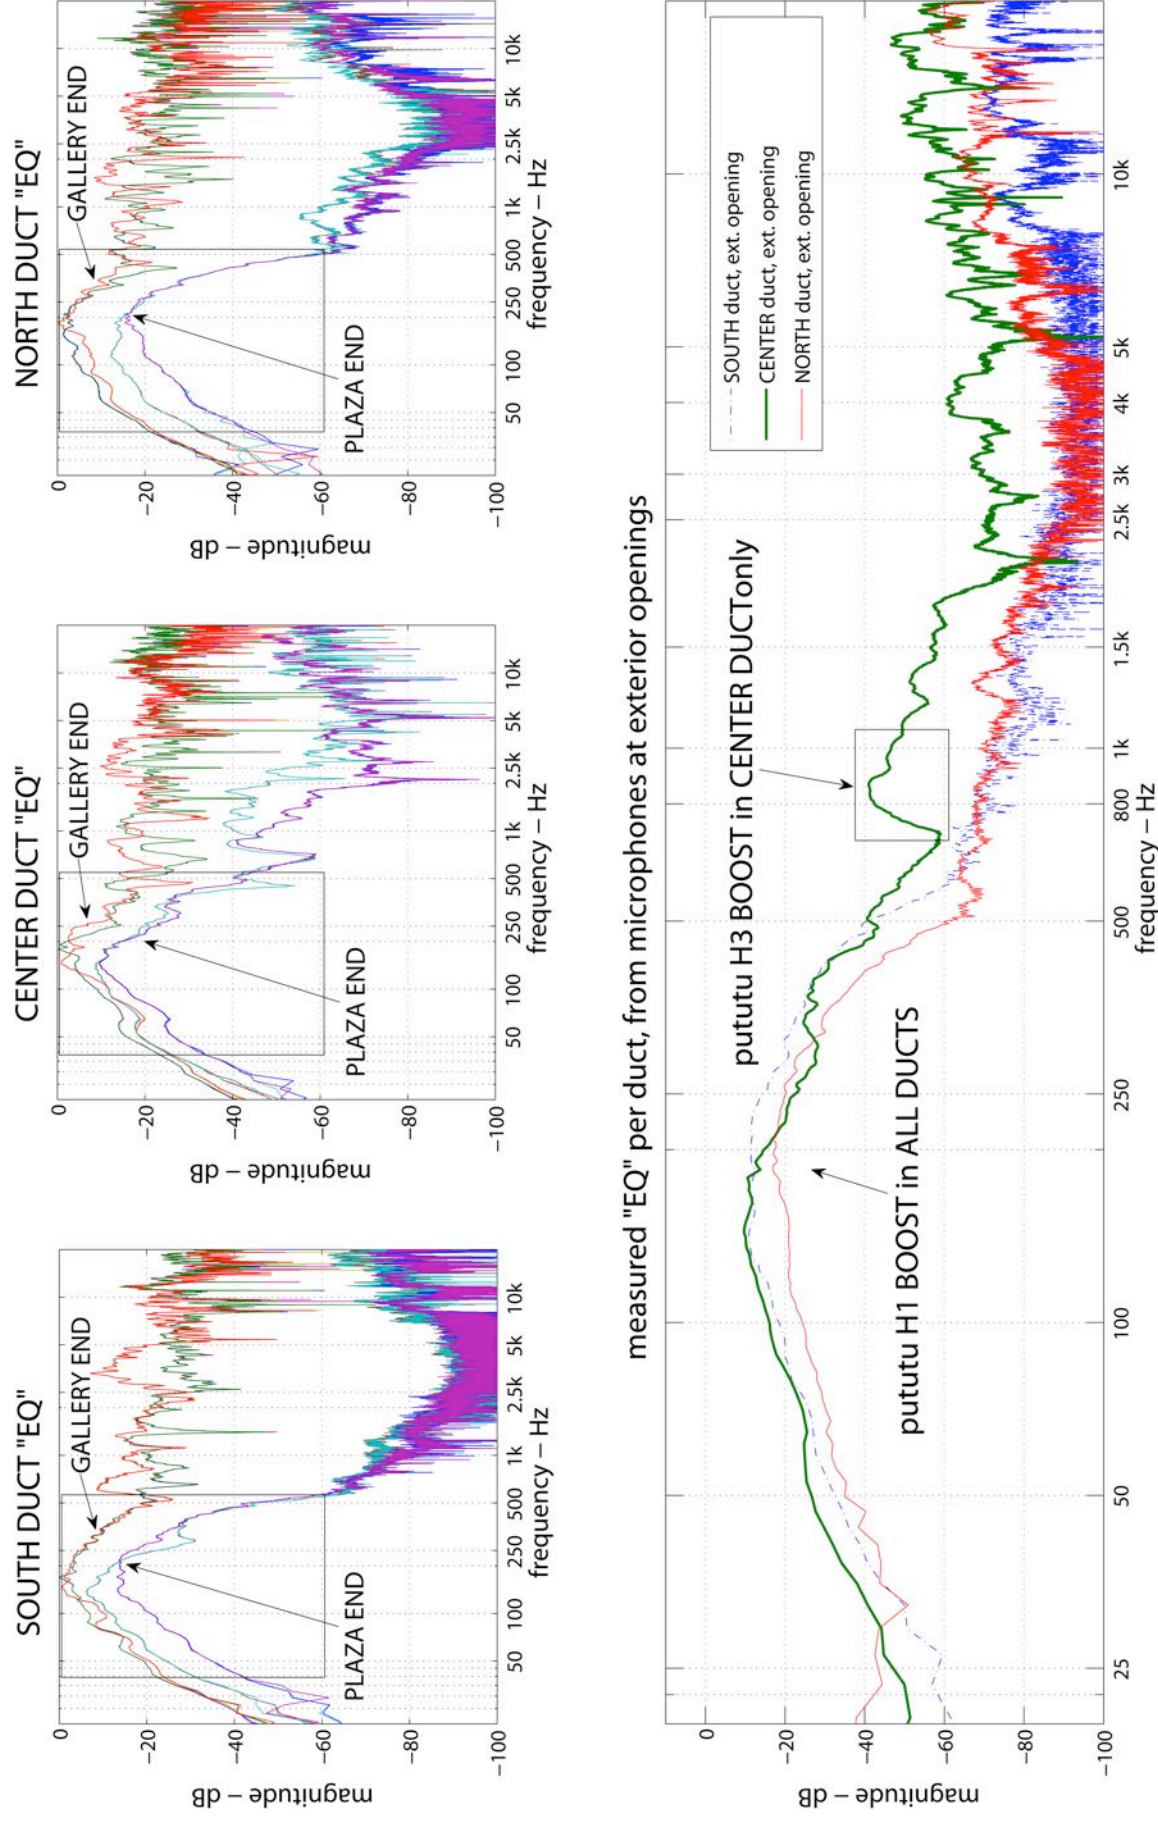 SOUTH DUCT "EQ"
GALLERY END
PLAZA END
magnitude – dB
0
−20
−40
−60
−80
−100
50
100
250
500
1k
2.5k
5k
10k
frequency – Hz
CENTER DUCT "EQ"
GALLERY END
PLAZA END
magnitude – dB
0
−20
−40
−60
−80
−100
50
100
250
500
1k
2.5k
5k
10k
frequency – Hz
NORTH DUCT "EQ"
GALLERY END
PLAZA END
magnitude – dB
0
−20
−40
−60
−80
−100
50
100
250
500
1k
2.5k
5k
10k
frequency – Hz
measured "EQ" per duct, from microphones at exterior openings
pututu H3 BOOST in CENTER DUCTonly
pututu H1 BOOST in ALL DUCTS
SOUTH duct, ext. opening
CENTER duct, ext. opening
NORTH duct, ext. opening
magnitude – dB
0
−20
−40
−60
−80
−100
25
50
100
250
500
800
1k
1.5k
2.5k
3k
4k
5k
10k
frequency – Hz